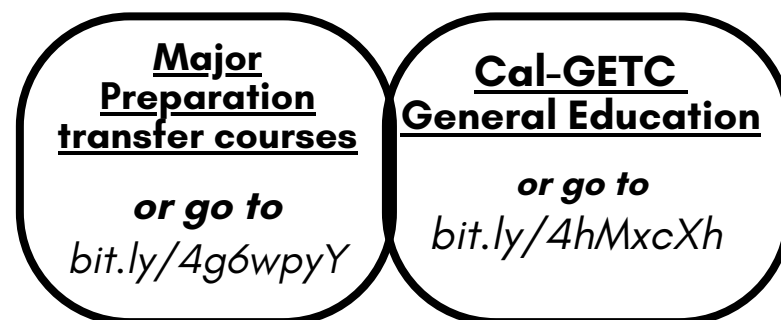 Major
Preparation
transfer courses
or go to
bit.ly/4g6wpyY
Cal-GETC
General Education
or go to
bit.ly/4hMxcXh